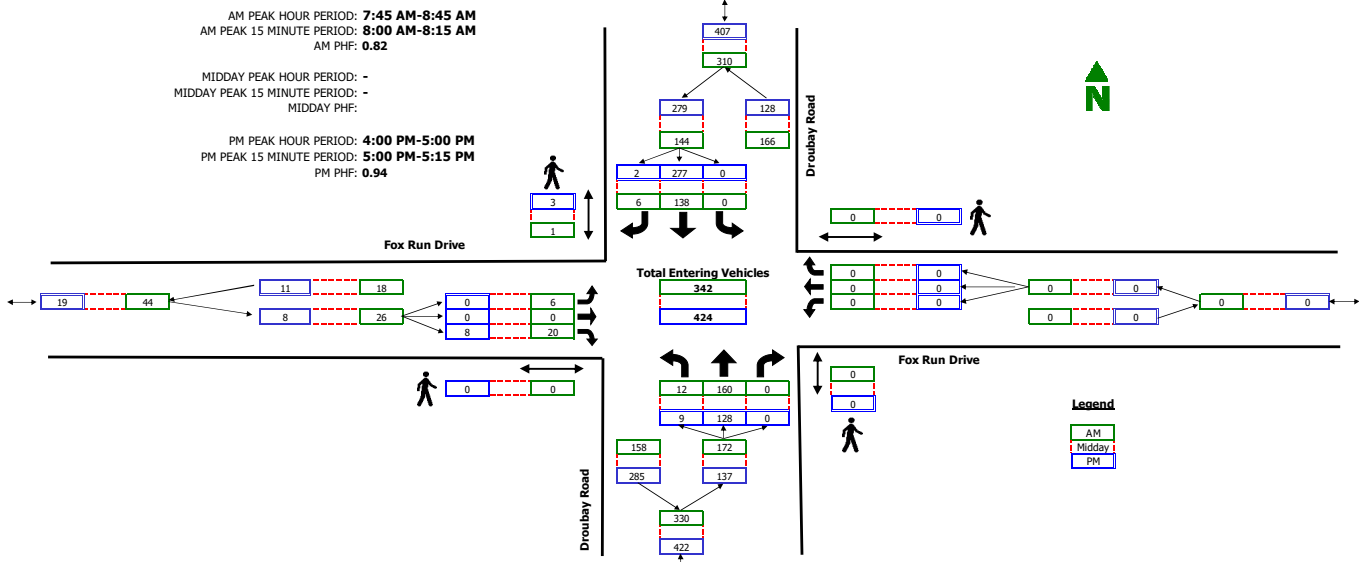 AM PEAK HOUR PERIOD: 7:45 AM-8:45 AM
AM PEAK 15 MINUTE PERIOD: 8:00 AM-8:15 AM
AM PHF: 0.82
MIDDAY PEAK HOUR PERIOD: -
MIDDAY PEAK 15 MINUTE PERIOD: -
MIDDAY PHF:
PM PEAK HOUR PERIOD: 4:00 PM-5:00 PM
PM PEAK 15 MINUTE PERIOD: 5:00 PM-5:15 PM
PM PHF: 0.94
407
310
279 128
144 166
2 277 0
6 138 0
Droubay Road
N
3
1
0 0
Fox Run Drive
Total Entering Vehicles
342
424
19 44
11 18
8 26
0 6
0 0
8 20
0 0
0 0
0 0
0 0
0 0
0 0
Fox Run Drive
0 0
12 160 0
9 128 0
0
0
158 172
285 137
330
422
Droubay Road
Legend
AM
Midday
PM